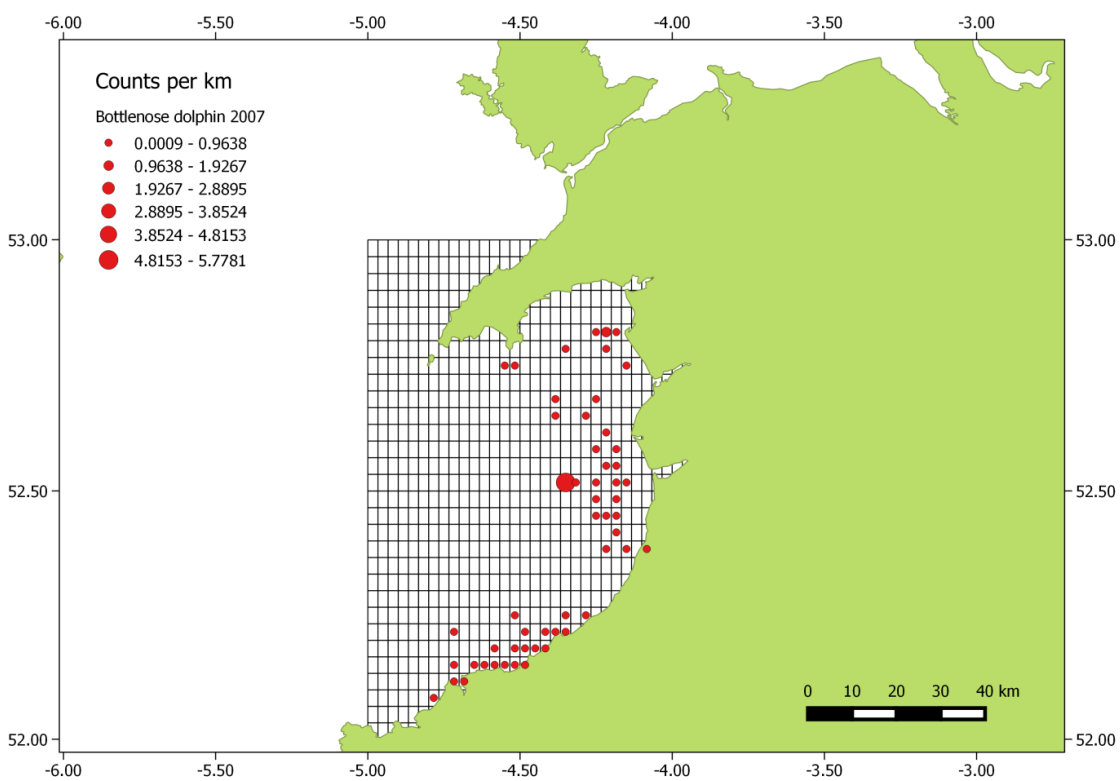 -6.00 -5.50 -5.00 -4.50 -4.00 -3.50 -3.00
Counts per km
Bottlenose dolphin 2007
0.0009 - 0.9638
0.9638 - 1.9267
1.9267 - 2.8895
2.8895 - 3.8524
3.8524 - 4.8153
4.8153 - 5.7781
53.00 53.00
52.50 52.50
0 10 20 30 40 km
52.00 52.00
-6.00 -5.50 -5.00 -4.50 -4.00 -3.50 -3.00